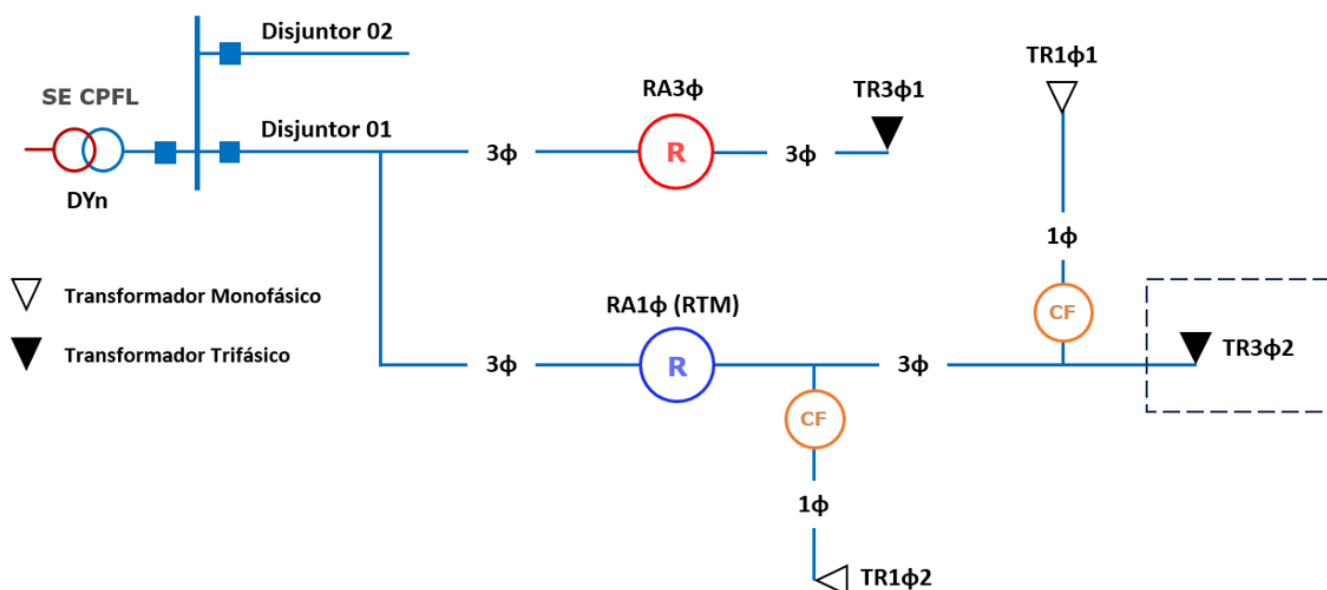 Disjuntor 02
SE CPFL
Disjuntor 01
DYn
3ϕ
RA3ϕ
R
3ϕ
TR3ϕ1
TR1ϕ1
1ϕ
CF
Transformador Monofásico
Transformador Trifásico
3ϕ
RA1ϕ (RTM)
R
3ϕ
TR3ϕ2
CF
1ϕ
TR1ϕ2